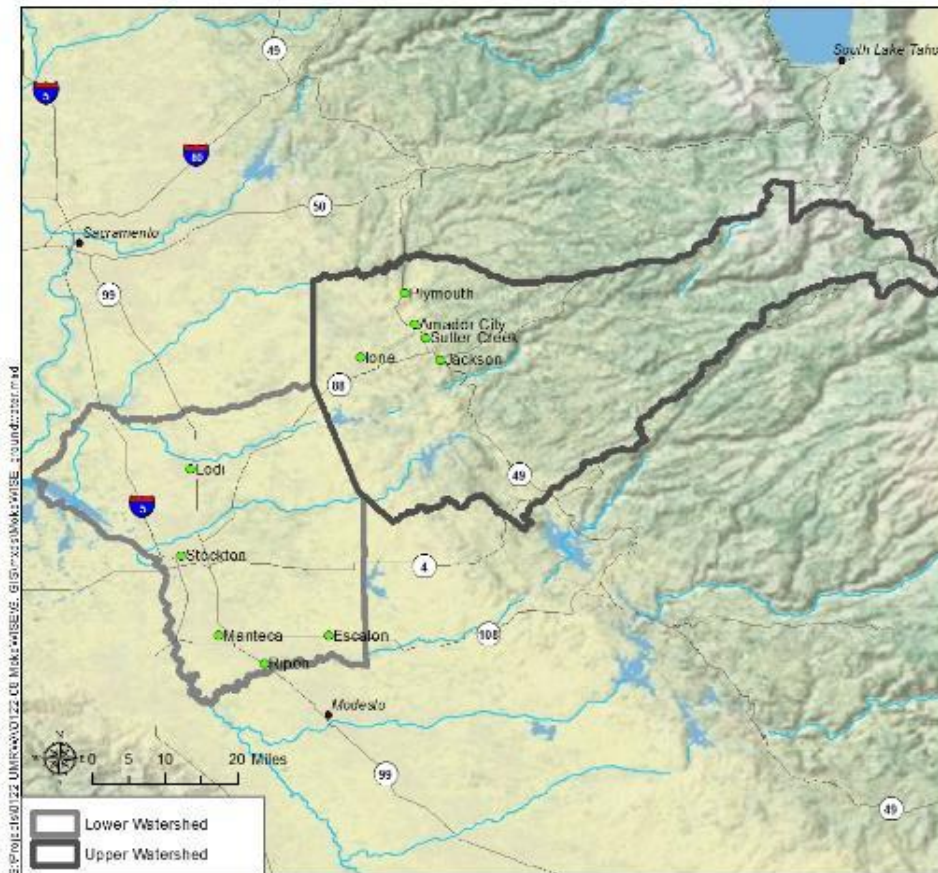 49
South Lake Taho
5
80
50
Sacramento
99
Plymouth
Amador City
Sutter Creek
Ione
Jackson
88
Lodi
49
5
Stockton
4
Manteca
Escalon
108
Ripon
Modesto
N
0 5 10 20 Miles
99
49
Lower Watershed
Upper Watershed